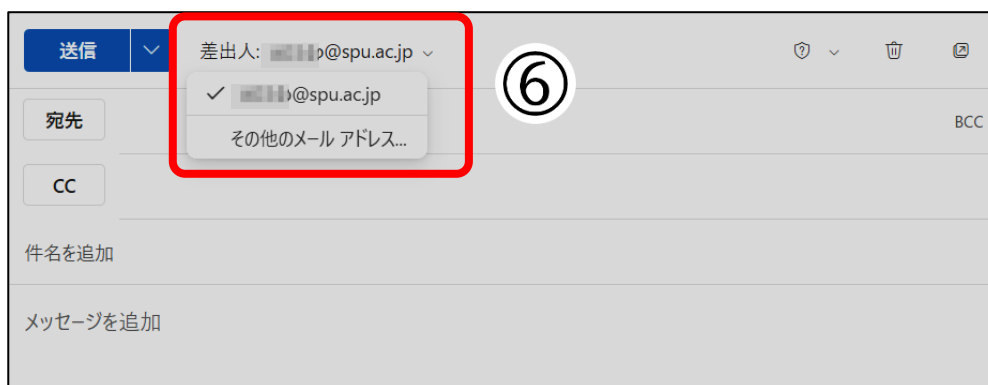 送信
差出人: @spu.ac.jp
@spu.ac.jp
その他のメール アドレス...
⑥
宛先
BCC
CC
件名を追加
メッセージを追加